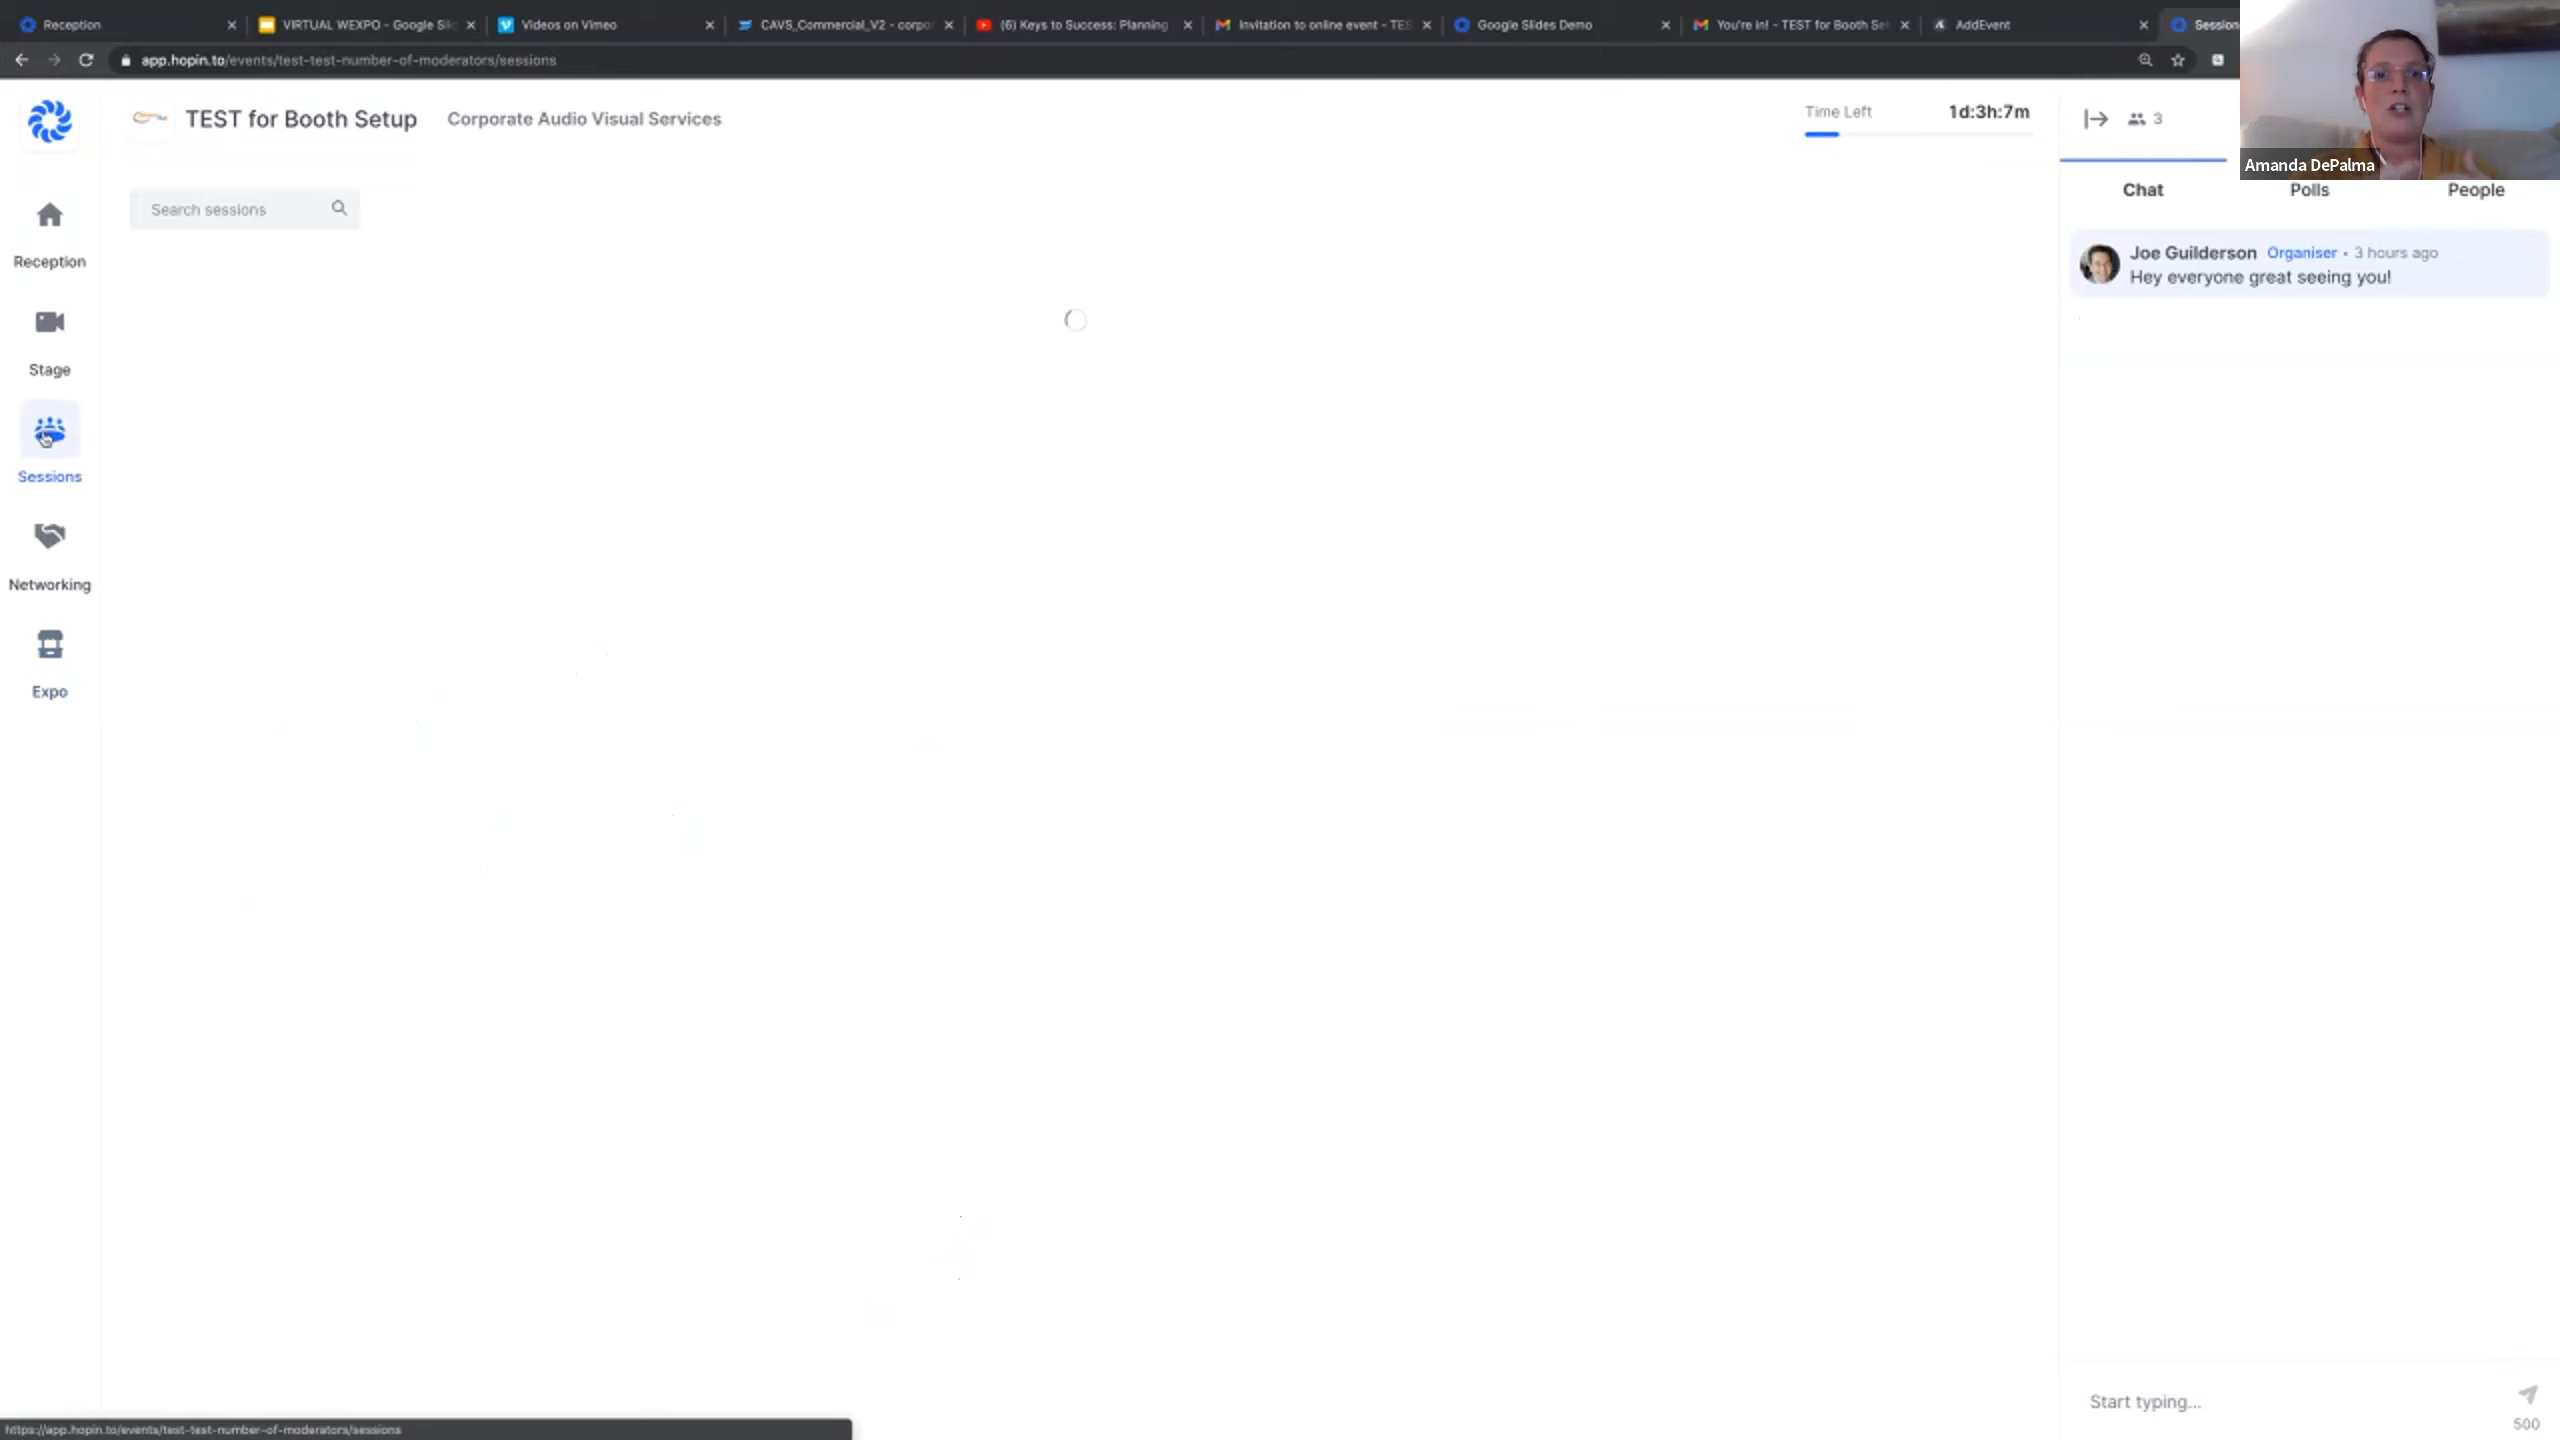 Reception
VIRTUAL WEXPO - Google Sli
Videos on Vimeo
CAVS_Commercial_V2 - corpo
(6) Keys to Success: Planning
Invitation to online event - TES
Google Slides Demo
You're in! - TEST for Booth Se
AddEvent
Session
app.hopin.to/events/test-test-number-of-moderators/sessions
TEST for Booth Setup
Corporate Audio Visual Services
Time Left
1d:3h:7m
3
Amanda DePalma
Chat
Polls
People
Search sessions
Joe Guilderson Organiser • 3 hours ago
Hey everyone great seeing you!
Reception
Stage
Sessions
Networking
Expo
Start typing...
500
https://app.hopin.to/events/test-test-number-of-moderators/sessions